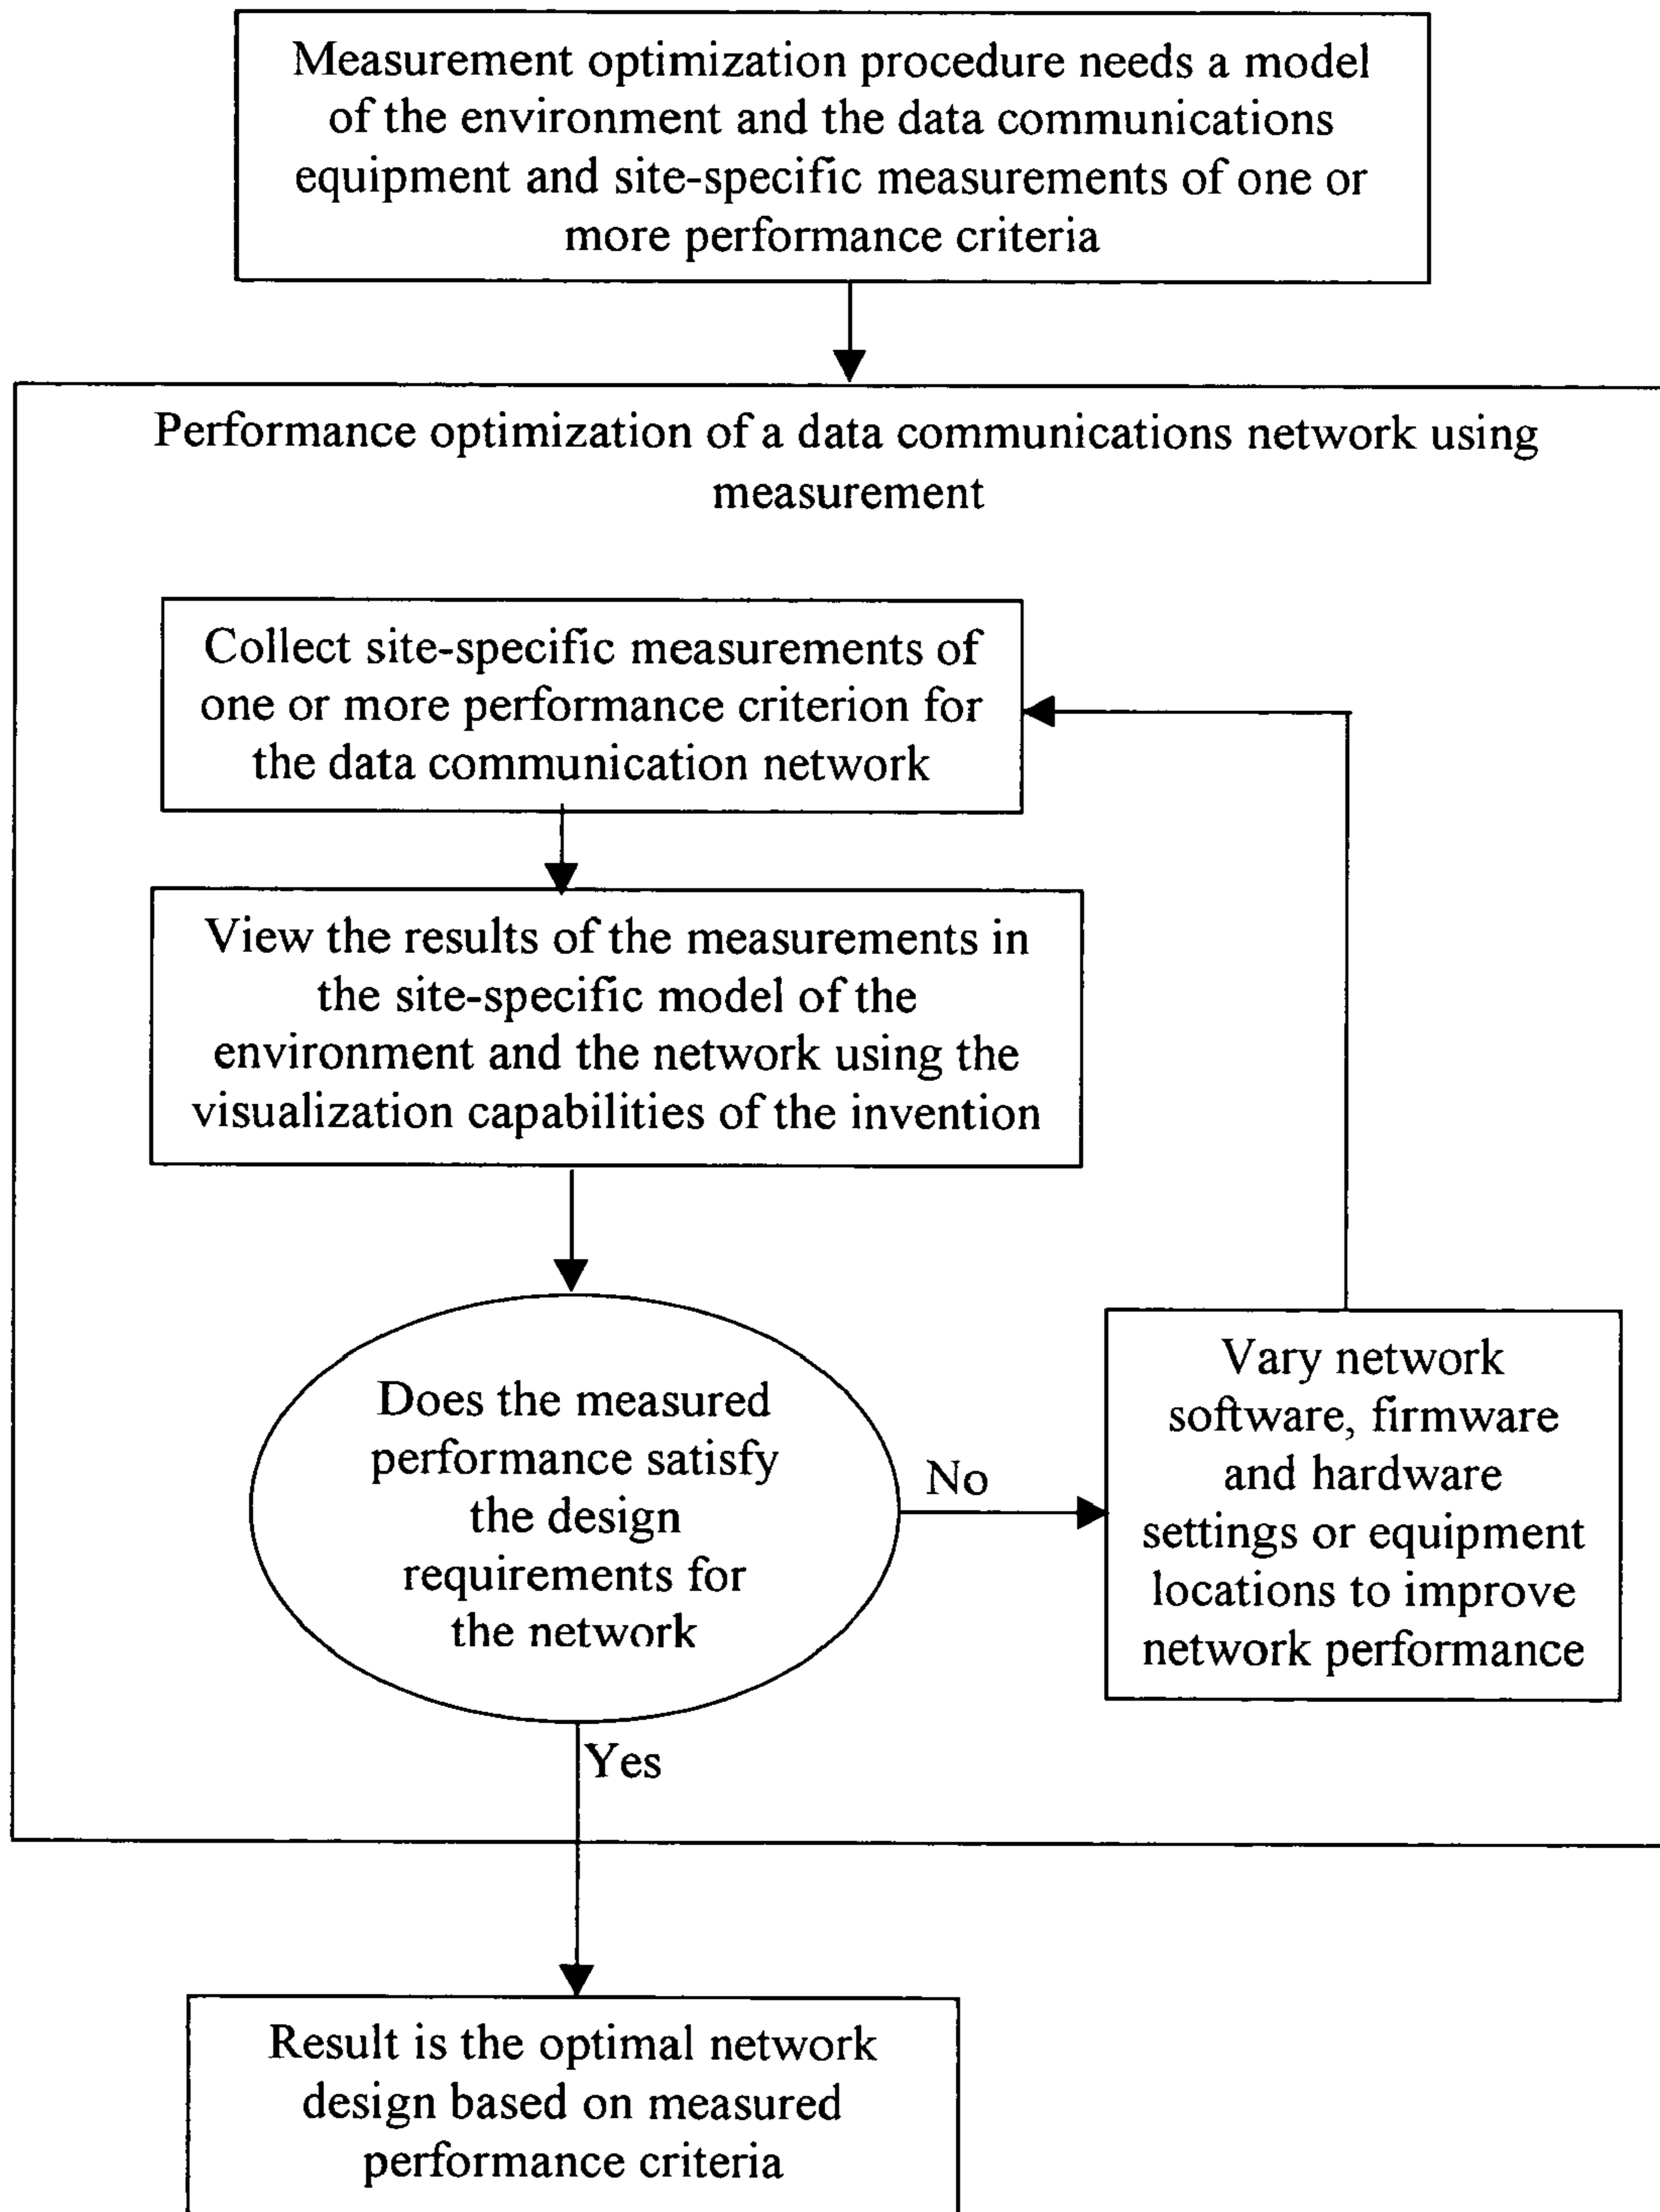 Measurement optimization procedure needs a model
of the environment and the data communications
equipment and site-specific measurements of one or
more performance criteria
Performance optimization of a data communications network using
measurement
Collect site-specific measurements of
one or more performance criterion for
the data communication network
View the results of the measurements in
the site-specific model of the
environment and the network using the
visualization capabilities of the invention
Does the measured
performance satisfy
the design
requirements for
the network
No
Vary network
software, firmware
and hardware
settings or equipment
locations to improve
network performance
Yes
Result is the optimal network
design based on measured
performance criteria